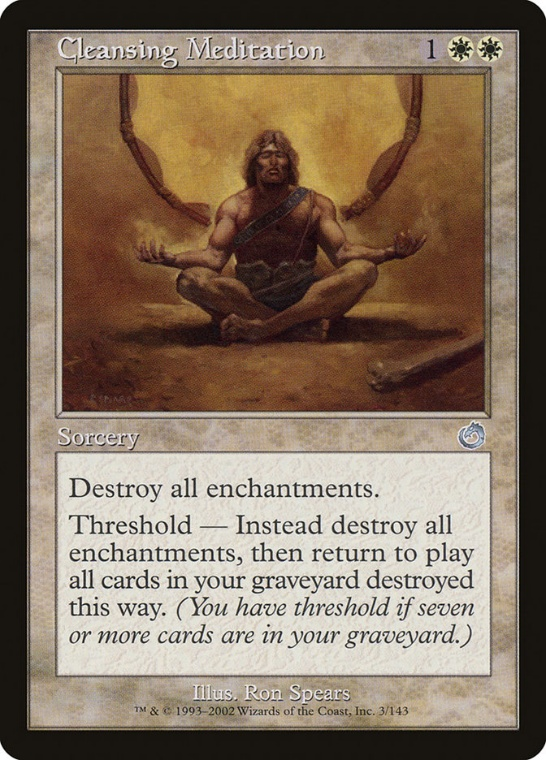 Cleansing Meditation 1
Sorcery
Destroy all enchantments.
Threshold — Instead destroy all
enchantments, then return to play
all cards in your graveyard destroyed
this way. (You have threshold if seven
or more cards are in your graveyard.)
Illus. Ron Spears
™ & © 1993–2002 Wizards of the Coast, Inc. 3/143